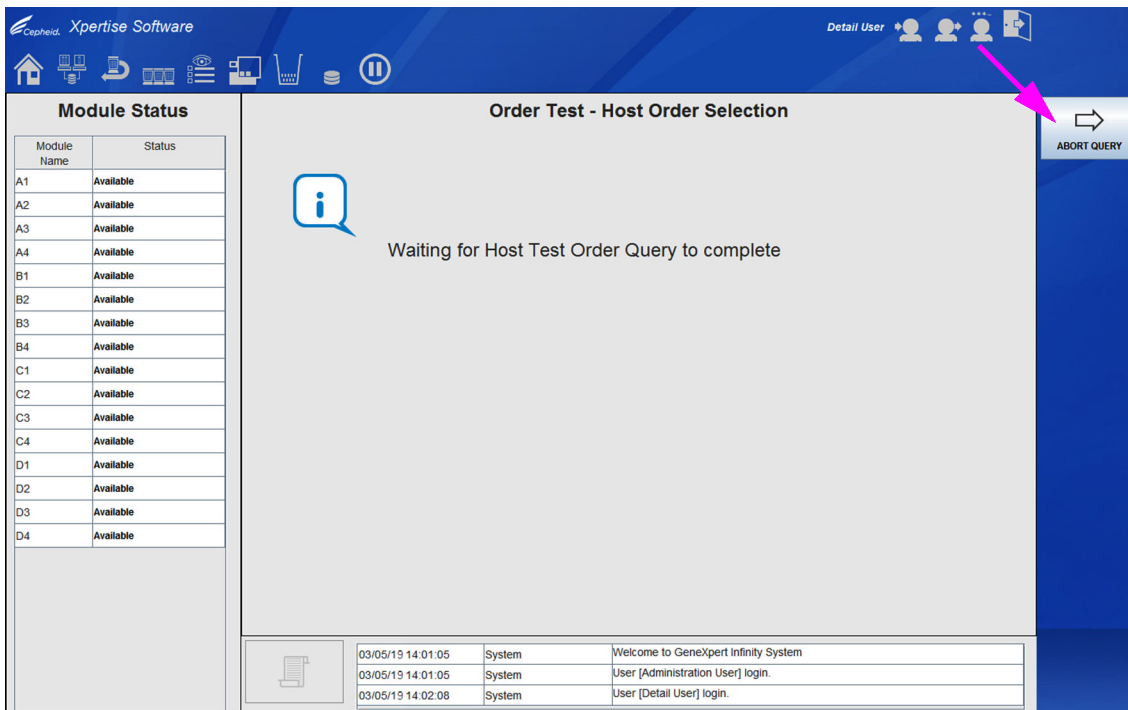 Cepheid. Xpertise Software
Detail User
Module Status
Order Test - Host Order Selection
ABORT QUERY
Module Name Status
A1 Available
A2 Available
A3 Available
A4 Available
B1 Available
B2 Available
B3 Available
B4 Available
C1 Available
C2 Available
C3 Available
C4 Available
D1 Available
D2 Available
D3 Available
D4 Available
Waiting for Host Test Order Query to complete
03/05/19 14:01:05 System Welcome to GeneXpert Infinity System
03/05/19 14:01:05 System User [Administration User] login.
03/05/19 14:02:08 System User [Detail User] login.